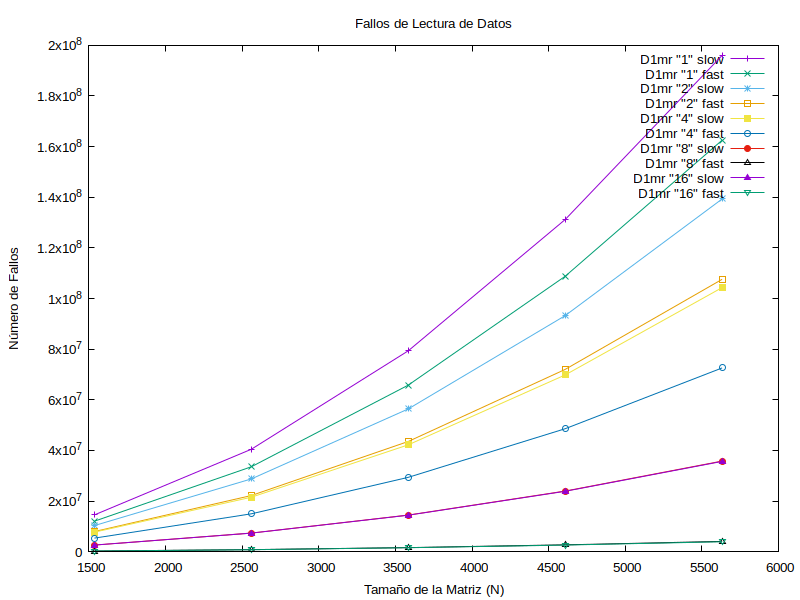 Fallos de Lectura de Datos
2x10^8
1.8x10^8
1.6x10^8
1.4x10^8
1.2x10^8
1x10^8
8x10^7
6x10^7
4x10^7
2x10^7
0
Número de Fallos
D1mr "1" slow
D1mr "1" fast
D1mr "2" slow
D1mr "2" fast
D1mr "4" slow
D1mr "4" fast
D1mr "8" slow
D1mr "8" fast
D1mr "16" slow
D1mr "16" fast
1500 2000 2500 3000 3500 4000 4500 5000 5500 6000
Tamaño de la Matriz (N)